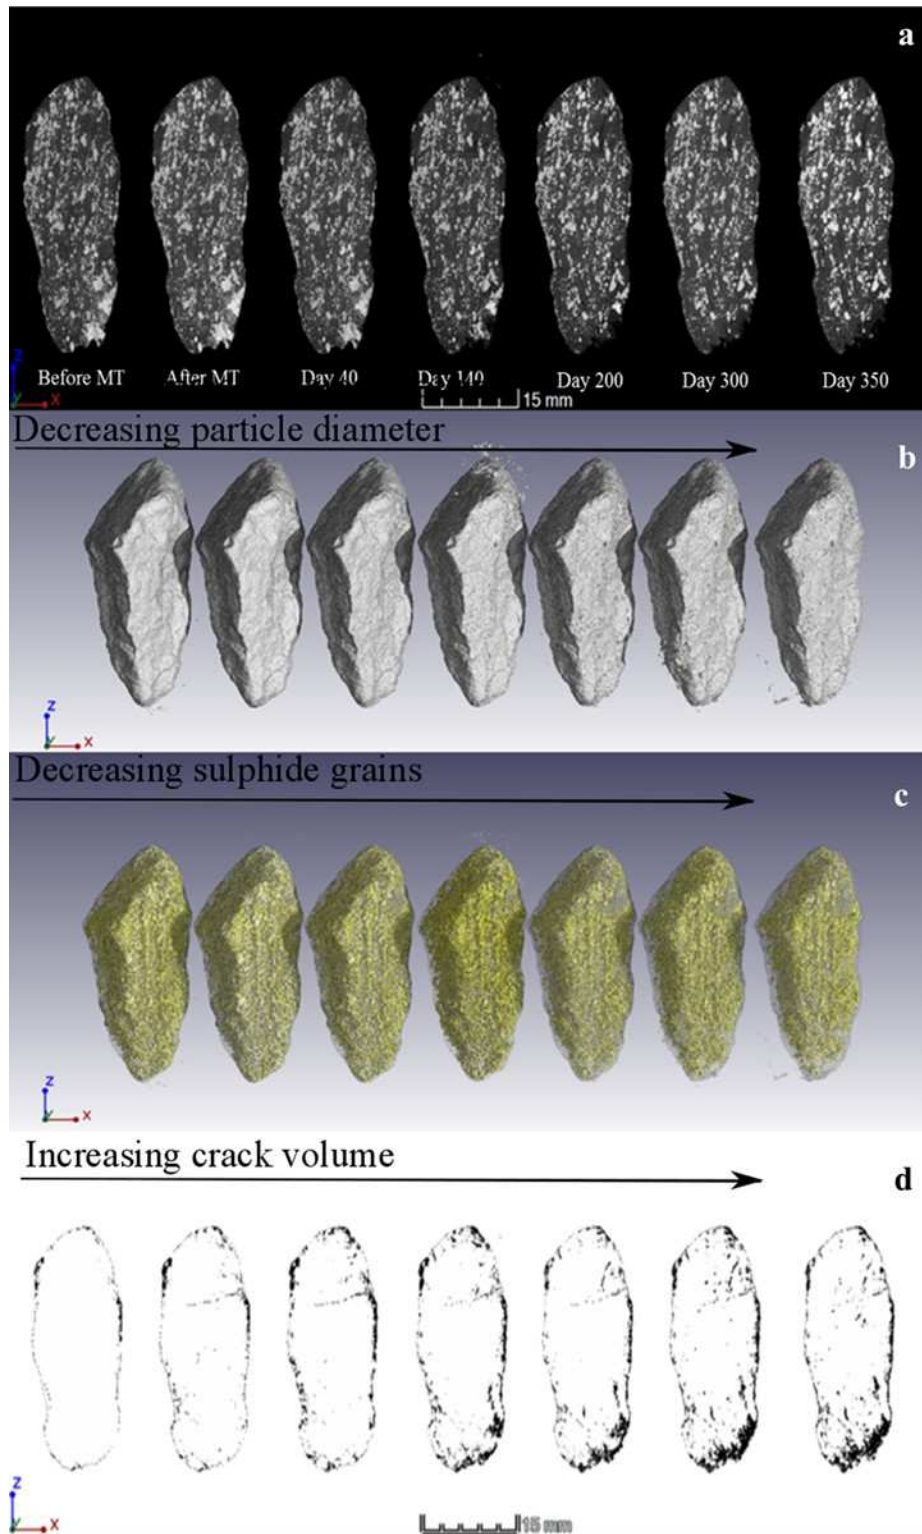 a
Before MT After MT Day 40 Day 140 Day 200 Day 300 Day 350
Z
Y X
15 mm
Decreasing particle diameter
b
Z
Y X
Decreasing sulphide grains
c
Z
Y X
Increasing crack volume
d
Z
Y X
15 mm